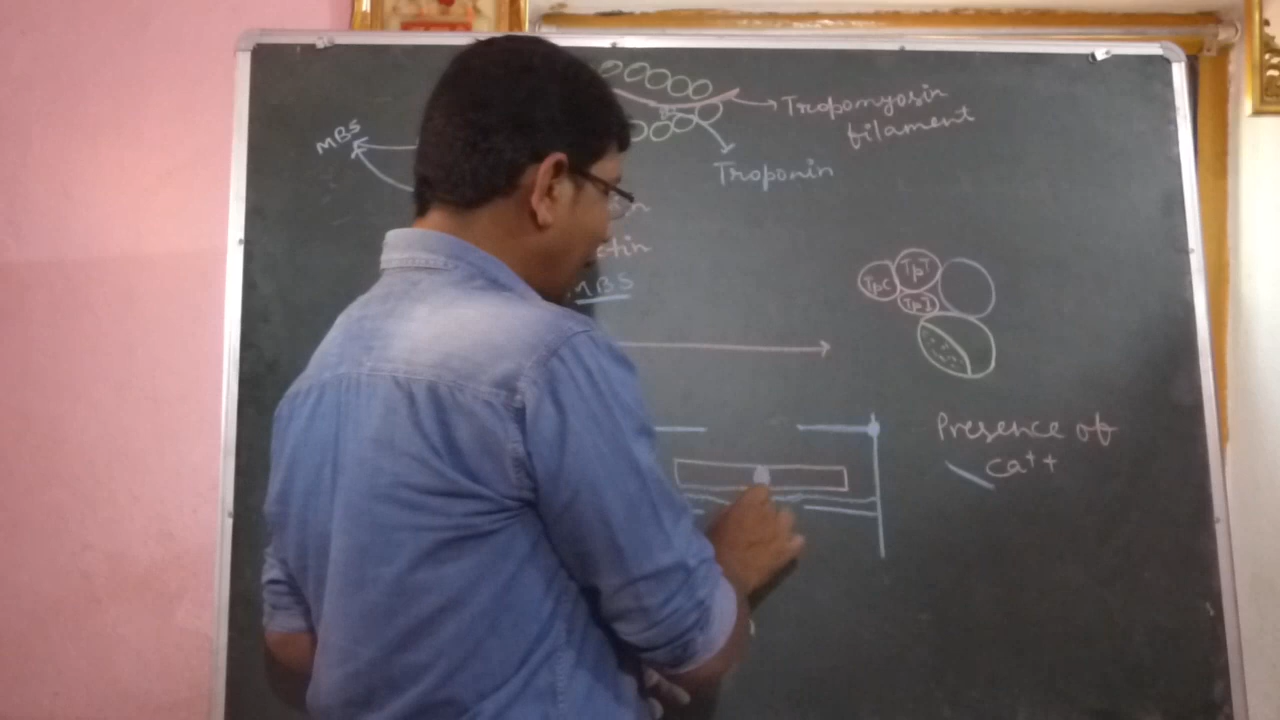 Tropomyosin
filament
MBS
Troponin
MBS
TpC
TpT
TpI
Presence of
Ca++